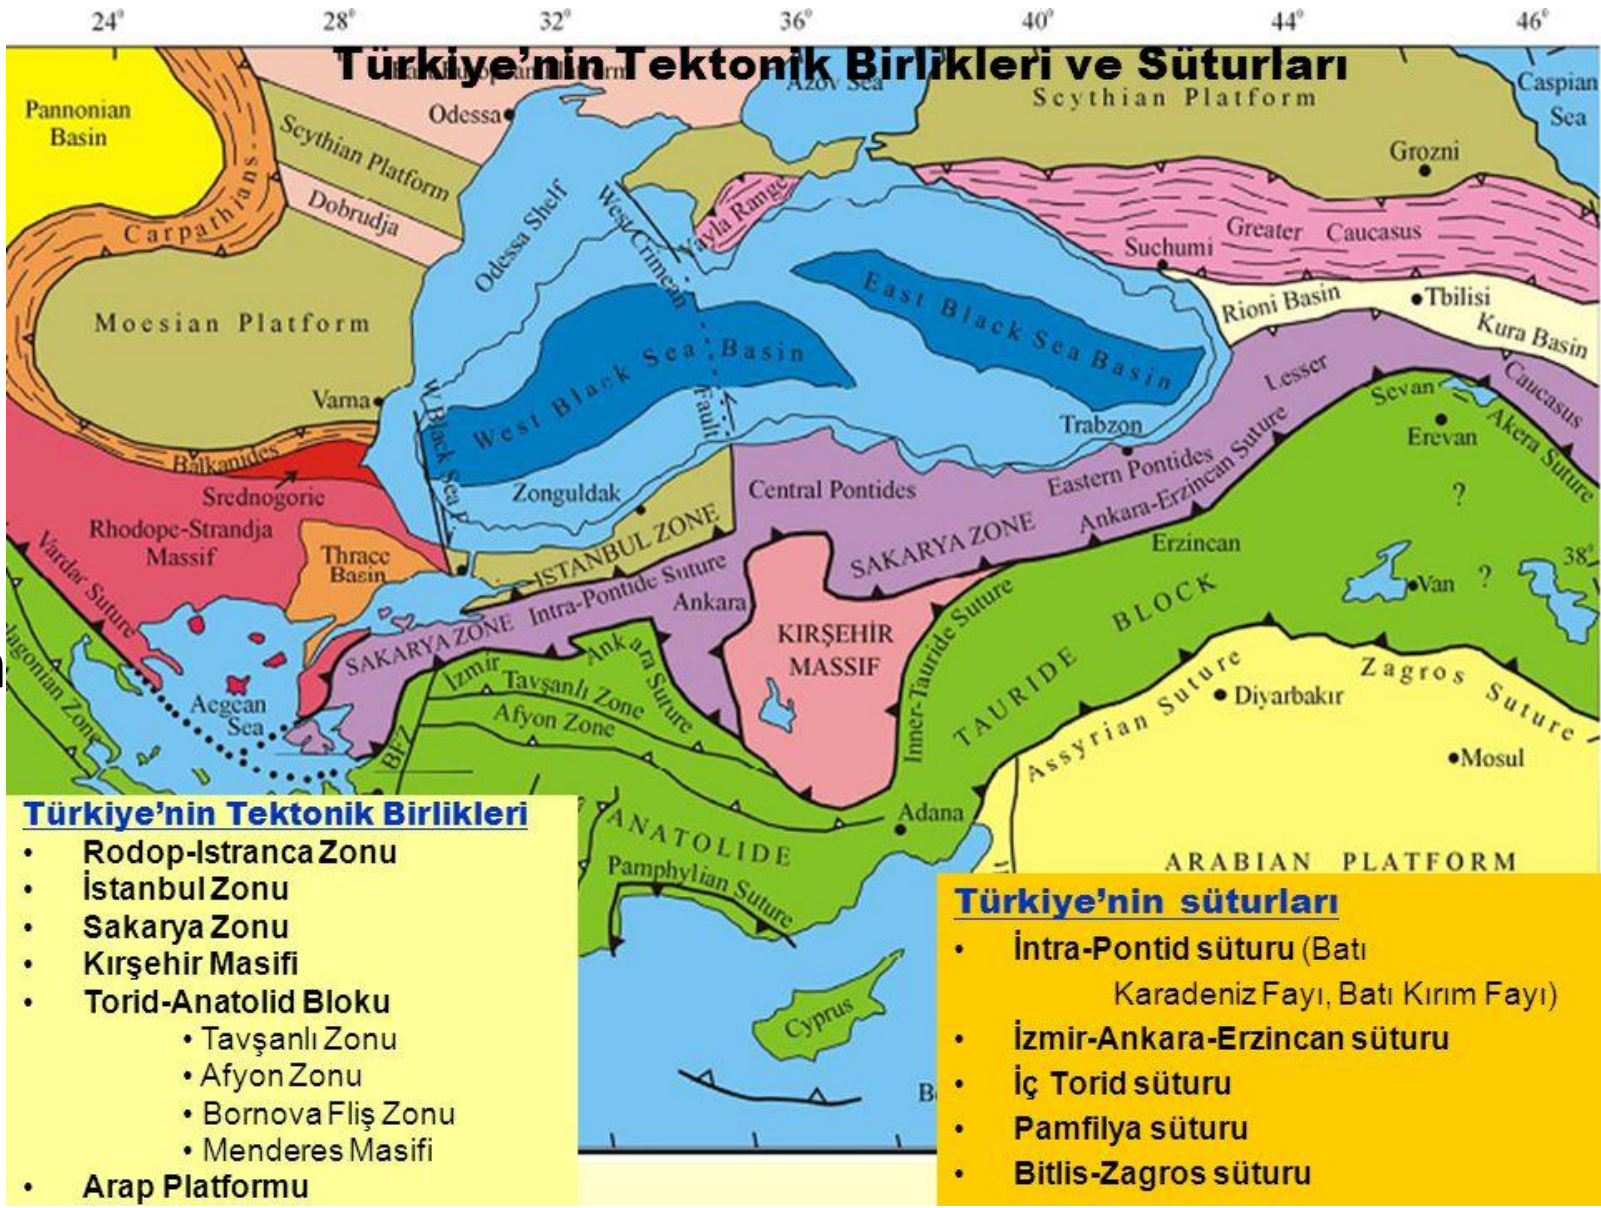 24°
28°
32°
36°
40°
44°
46°
Türkiye’nin Tektonik Birlikleri ve Süturları
Pannonian
Basin
Odessa
Azov Sea
Scythian Platform
Caspian
Sea
Scythian Platform
Grozni
Dobrudja
Carpathians
Odessa Shelf
West Crimean
Fault
Yayla Range
Suchumi
Greater Caucasus
Moesian Platform
East Black Sea Basin
Rioni Basin
Tbilisi
Kura Basin
West Black Sea Basin
Varna
W. Black Sea F.
Lesser
Caucasus
Sevan
Akera Suture
Trabzon
Erevan
Balkanides
Srednogorie
Zonguldak
Central Pontides
Eastern Pontides
Rhodope-Strandja
Massif
Thrace
Basin
ISTANBUL ZONE
SAKARYA ZONE
Ankara-Erzincan Suture
?
Erzincan
38°
Vardar Suture
Intra-Pontide Suture
Ankara
Van
?
SAKARYA ZONE
KIRŞEHİR
MASSIF
Inner-Tauride Suture
TAURIDE BLOCK
Aegean
Sea
İzmir
Ankara Suture
Tavşanlı Zone
Afyon Zone
BFZ
Assyrian Suture
Zagros Suture
Diyarbakır
Mosul
Adana
ANATOLIDE
Pamphylian Suture
ARABIAN PLATFORM
Cyprus
Türkiye’nin Tektonik Birlikleri
• Rodop-Istranca Zonu
• İstanbul Zonu
• Sakarya Zonu
• Kırşehir Masifi
• Torid-Anatolid Bloku
• Tavşanlı Zonu
• Afyon Zonu
• Bornova Fliş Zonu
• Menderes Masifi
• Arap Platformu
Türkiye’nin süturları
• İntra-Pontid süturu (Batı
Karadeniz Fayı, Batı Kırım Fayı)
• İzmir-Ankara-Erzincan süturu
• İç Torid süturu
• Pamfilya süturu
• Bitlis-Zagros süturu